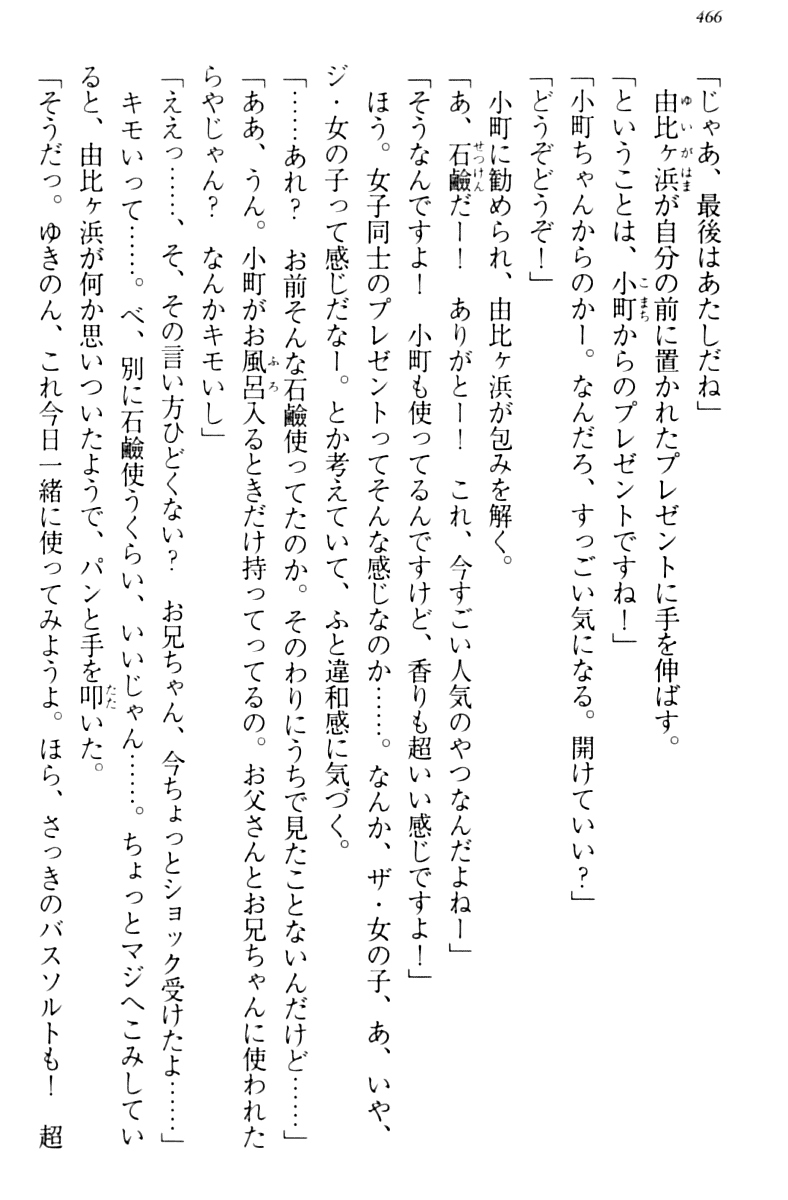 466
「じゃあ、最後はあたしだね」
　由比ヶ浜が自分の前に置かれたプレゼントに手を伸ばす。
「ということは、小町からのプレゼントですね！」
「小町ちゃんからのかー。なんだろ、すっごい気になる。開けていい？」
「どうぞどうぞ！」
　小町に勧められ、由比ヶ浜が包みを解く。
「あ、石鹼だー！　ありがとー！　これ、今すごい人気のやつなんだよねー」
「そうなんですよ！　小町も使ってるんですけど、香りも超いい感じですよ！」
　ほう。女子同士のプレゼントってそんな感じなのか……。なんか、ザ・女の子、あ、いや、
ジ・女の子って感じだなー。とか考えていて、ふと違和感に気づく。
「……あれ？　お前そんな石鹼使ってたのか。そのわりにうちで見たことないんだけど……」
「ああ、うん。小町がお風呂入るときだけ持ってってるの。お父さんとお兄ちゃんに使われた
らやじゃん？　なんかキモいし」
「ええっ……、そ、その言い方ひどくない？　お兄ちゃん、今ちょっとショック受けたよ……」
　キモいって……。べ、別に石鹼使うくらい、いいじゃん……。ちょっとマジへこみしてい
ると、由比ヶ浜が何か思いついたようで、パンと手を叩いた。
「そうだっ。ゆきのん、これ今日一緒に使ってみようよ。ほら、さっきのバスソルトも！　超